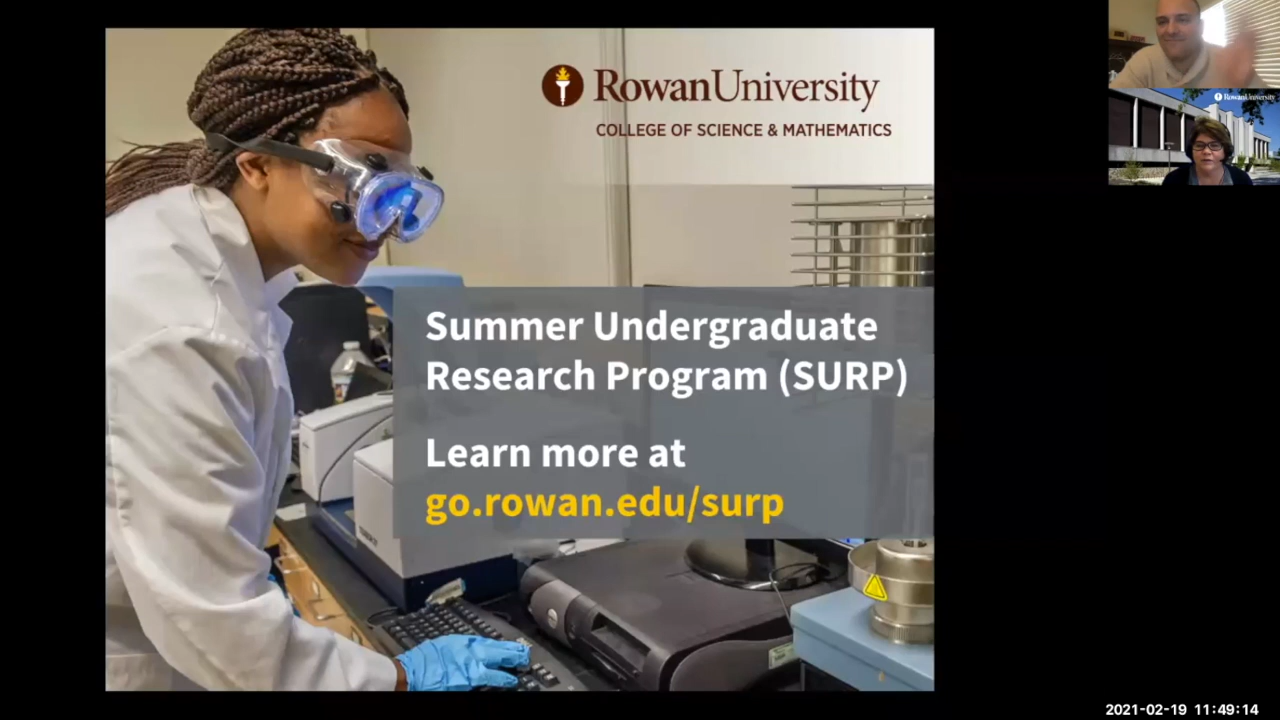 RowanUniversity
COLLEGE OF SCIENCE & MATHEMATICS
Summer Undergraduate
Research Program (SURP)
Learn more at
go.rowan.edu/surp
RowanUniversity
2021-02-19 11:49:14